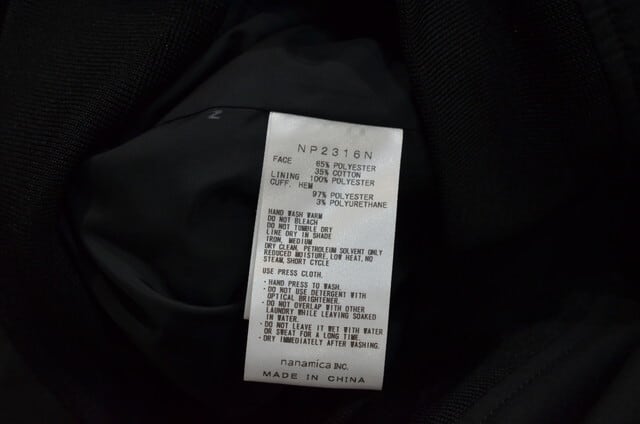 NP2316N
FACE 65% POLYESTER
35% COTTON
LINING 100% POLYESTER
CUFF. HEM
97% POLYESTER
3% POLYURETHANE
HAND WASH WARM
DO NOT BLEACH
DO NOT TUMBLE DRY
LINE DRY IN SHADE
IRON, MEDIUM
DRY CLEAN, PETROLEUM SOLVENT ONLY
REDUCED MOISTURE, LOW HEAT, NO
STEAM, SHORT CYCLE
USE PRESS CLOTH.
・HAND PRESS TO WASH.
・DO NOT USE DETERGENT WITH
OPTICAL BRIGHTENER.
・DO NOT OVERLAP WITH OTHER
LAUNDRY WHILE LEAVING SOAKED
IN WATER.
・DO NOT LEAVE IT WET WITH WATER
OR SWEAT FOR A LONG TIME.
・DRY IMMEDIATELY AFTER WASHING.
nanamica INC.
MADE IN CHINA